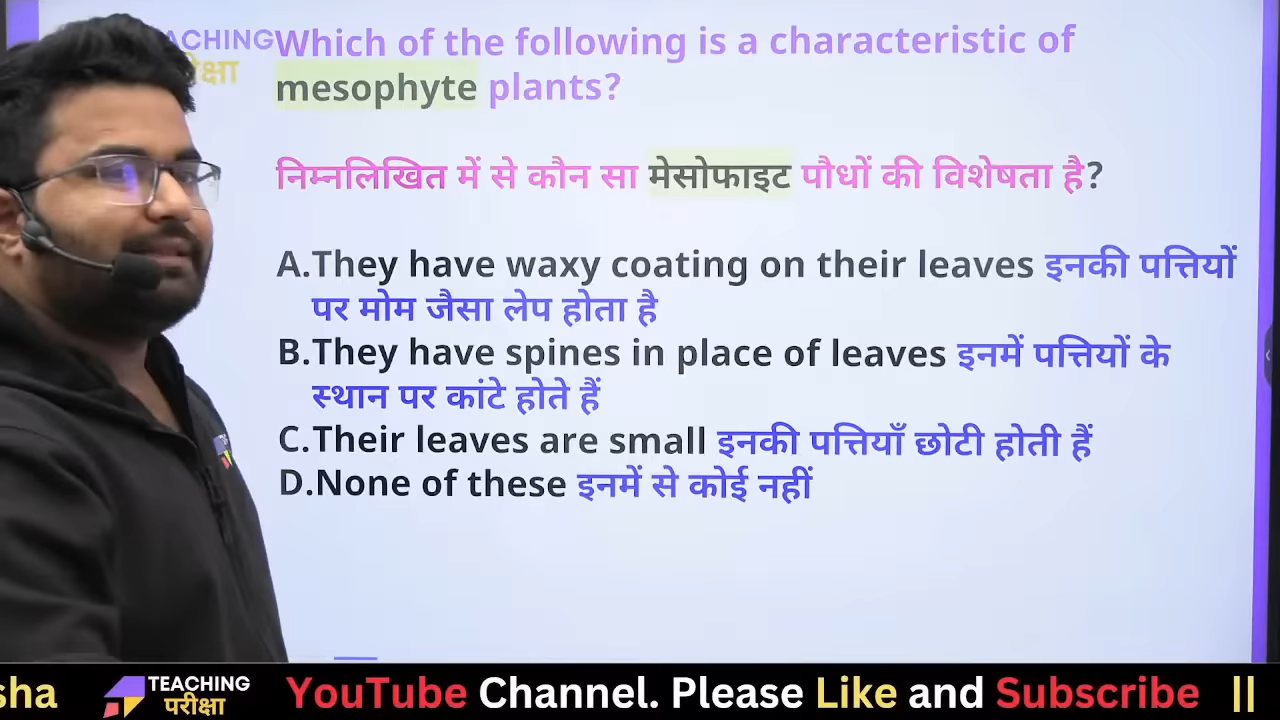 Which of the following is a characteristic of
mesophyte plants?
निम्नलिखित में से कौन सा मेसोफाइट पौधों की विशेषता है?
A.They have waxy coating on their leaves इनकी पत्तियों
पर मोम जैसा लेप होता है
B.They have spines in place of leaves इनमें पत्तियों के
स्थान पर कांटे होते हैं
C.Their leaves are small इनकी पत्तियाँ छोटी होती हैं
D.None of these इनमें से कोई नहीं
sha
TEACHING
परीक्षा
YouTube Channel. Please Like and Subscribe ||